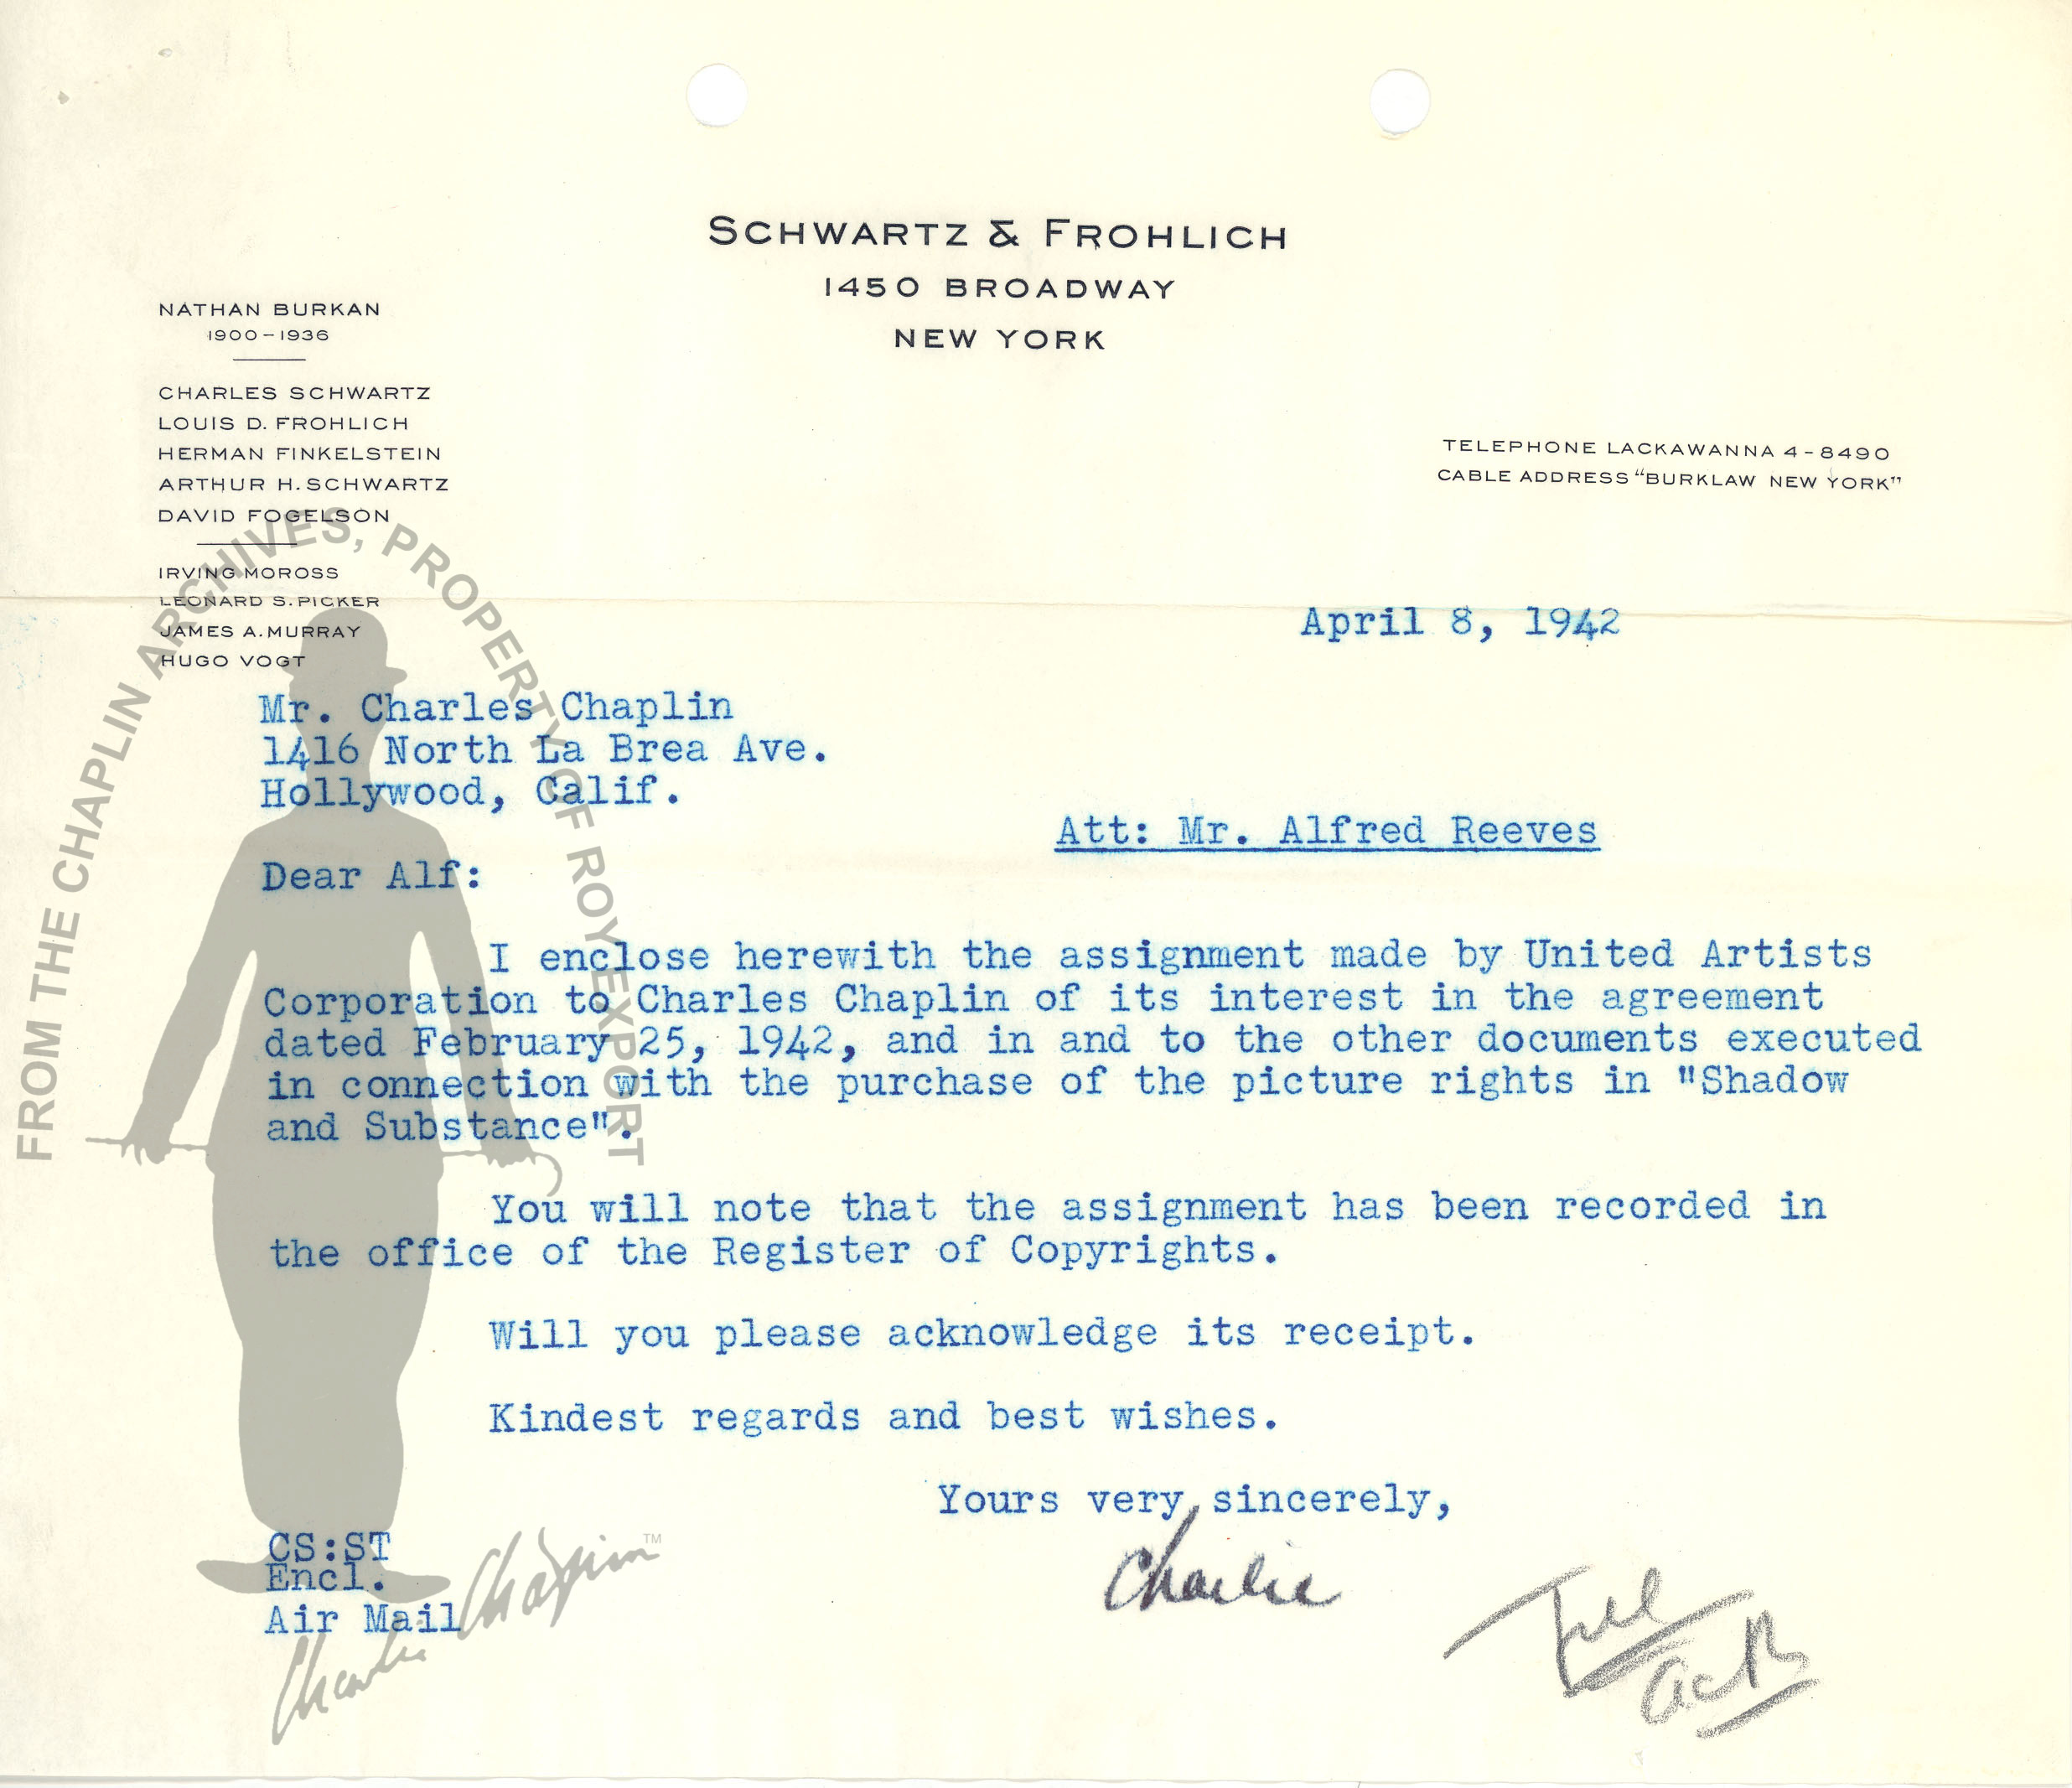 SCHWARTZ & FROHLICH
1450 BROADWAY
NEW YORK
NATHAN BURKAN
1900-1936
CHARLES SCHWARTZ
LOUIS D. FROHLICH
HERMAN FINKELSTEIN
ARTHUR H. SCHWARTZ
DAVID FOGELSON
IRVING MOROSS
LEONARD S. PICKER
JAMES A. MURRAY
HUGO VOGT
TELEPHONE LACKAWANNA 4-8490
CABLE ADDRESS "BURKLAW NEW YORK"
April 8, 1942
Mr. Charles Chaplin
1416 North La Brea Ave.
Hollywood, Calif.
Att: Mr. Alfred Reeves
Dear Alf:
I enclose herewith the assignment made by United Artists
Corporation to Charles Chaplin of its interest in the agreement
dated February 25, 1942, and in and to the other documents executed
in connection with the purchase of the picture rights in "Shadow
and Substance".
You will note that the assignment has been recorded in
the office of the Register of Copyrights.
Will you please acknowledge its receipt.
Kindest regards and best wishes.
Yours very sincerely,
Charlie
CS:ST
Encl.
Air Mail
ack
FROM THE CHAPLIN ARCHIVES, PROPERTY OF ROY EXPORT
Charlie Chaplin™